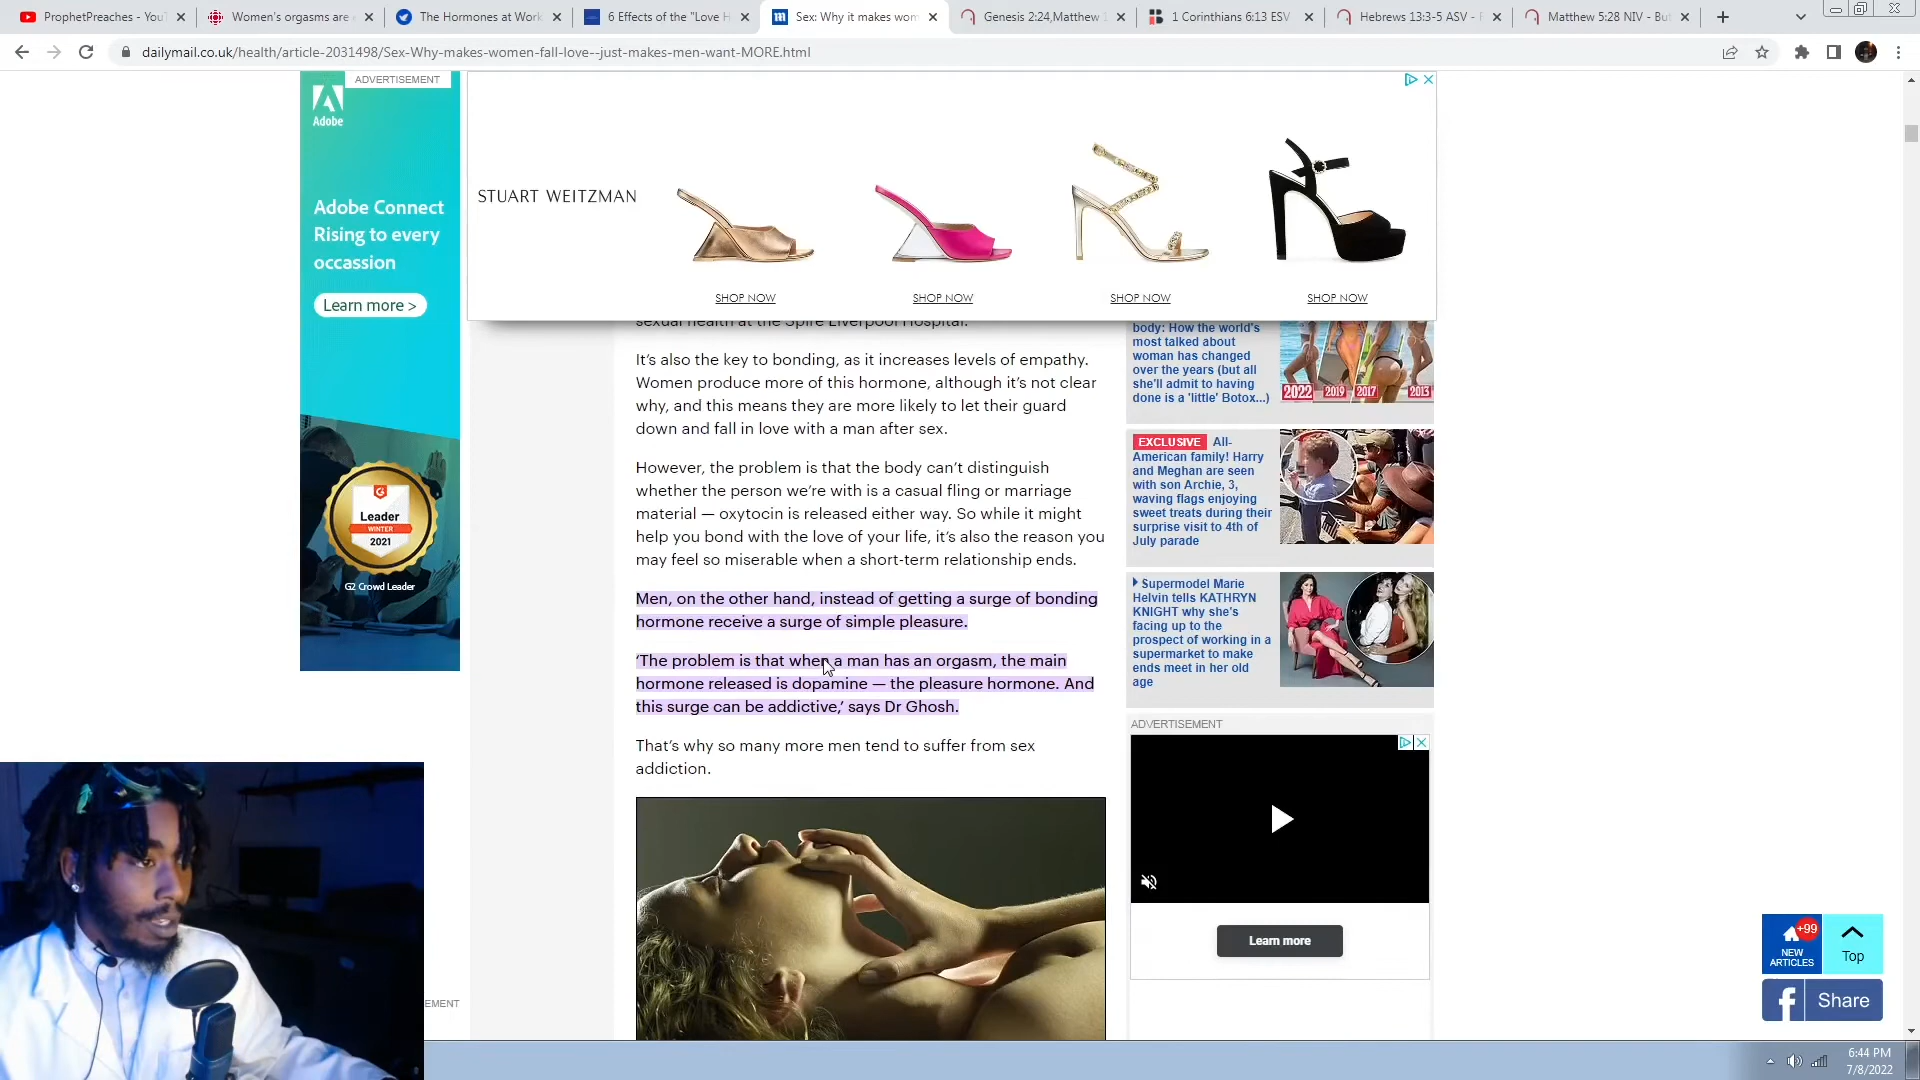 ProphetPreaches - You
Women's orgasms are
The Hormones at Work
6 Effects of the "Love H
Sex: Why it makes wom
Genesis 2:24,Matthew 1
1 Corinthians 6:13 ESV
Hebrews 13:3-5 ASV - 
Matthew 5:28 NIV - Bu
dailymail.co.uk/health/article-2031498/Sex-Why-makes-women-fall-love--just-makes-men-want-MORE.html
ADVERTISEMENT
Adobe
Adobe Connect
Rising to every
occassion
Learn more >
Leader
WINTER
2021
G2 Crowd Leader
STUART WEITZMAN
SHOP NOW
SHOP NOW
SHOP NOW
SHOP NOW
sexual health at the Spire Liverpool Hospital.
It's also the key to bonding, as it increases levels of empathy.
Women produce more of this hormone, although it's not clear
why, and this means they are more likely to let their guard
down and fall in love with a man after sex.
However, the problem is that the body can't distinguish
whether the person we're with is a casual fling or marriage
material — oxytocin is released either way. So while it might
help you bond with the love of your life, it's also the reason you
may feel so miserable when a short-term relationship ends.
Men, on the other hand, instead of getting a surge of bonding
hormone receive a surge of simple pleasure.
'The problem is that when a man has an orgasm, the main
hormone released is dopamine — the pleasure hormone. And
this surge can be addictive,' says Dr Ghosh.
That's why so many more men tend to suffer from sex
addiction.
body: How the world's
most talked about
woman has changed
over the years (but all
she'll admit to having
done is a 'little' Botox...)
2022 2019 2017 2013
EXCLUSIVE All-
American family! Harry
and Meghan are seen
with son Archie, 3,
waving flags enjoying
sweet treats during their
surprise visit to 4th of
July parade
Supermodel Marie
Helvin tells KATHRYN
KNIGHT why she's
facing up to the
prospect of working in a
supermarket to make
ends meet in her old
age
ADVERTISEMENT
Learn more
+99
NEW
ARTICLES
Top
Share
EMENT
6:44 PM
7/8/2022